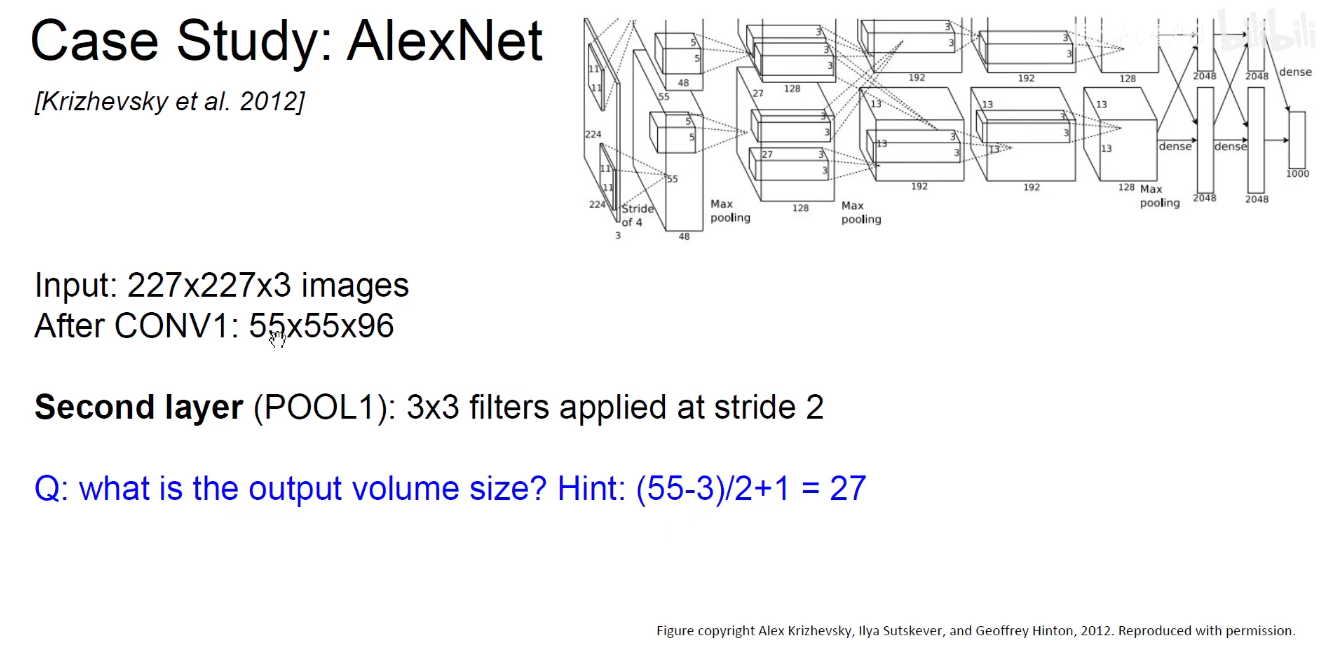 Case Study: AlexNet
[Krizhevsky et al. 2012]
bilibili
5
5
48
3
3
128
3
3
192
3
3
192
128
2048
2048
dense
11
11
55
27
13
13
13
224
5
5
3
3
3
3
3
3
13
13
13
27
3
3
dense
dense
11
11
55
1000
224
Stride
of 4
3
48
Max
pooling
128
Max
pooling
192
192
128
Max
pooling
2048
2048
Input: 227x227x3 images
After CONV1: 55x55x96
Second layer (POOL1): 3x3 filters applied at stride 2
Q: what is the output volume size? Hint: (55-3)/2+1 = 27
Figure copyright Alex Krizhevsky, Ilya Sutskever, and Geoffrey Hinton, 2012. Reproduced with permission.